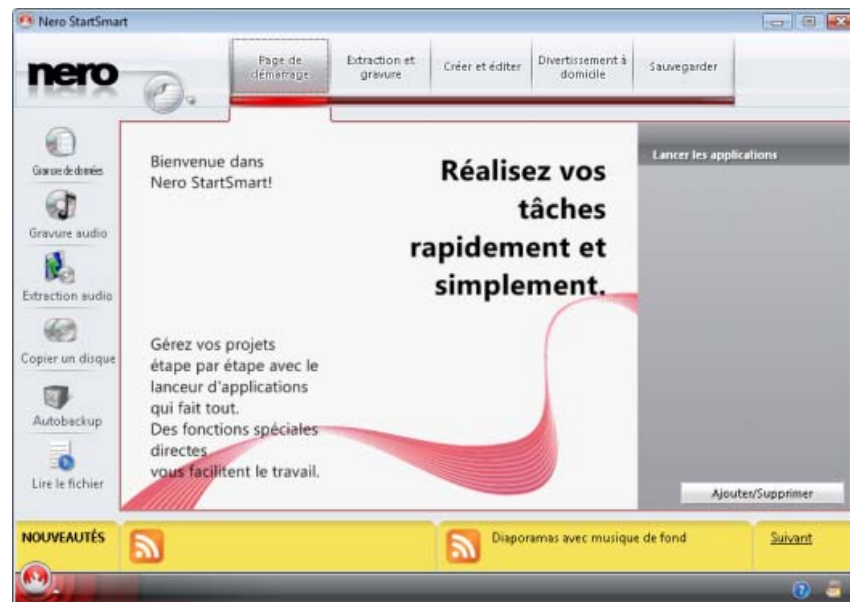 Nero StartSmart
nero
Page de
démarrage
Extraction et
gravure
Créer et éditer
Divertissement à
domicile
Sauvegarder
Gravure de données
Gravure audio
Extraction audio
Copier un disque
Autobackup
Lire le fichier
Bienvenue dans
Nero StartSmart!
Réalisez vos
tâches
rapidement et
simplement.
Gérez vos projets
étape par étape avec le
lanceur d'applications
qui fait tout.
Des fonctions spéciales
directes
vous facilitent le travail.
Lancer les applications
Ajouter/Supprimer
NOUVEAUTÉS
Diaporamas avec musique de fond
Suivant